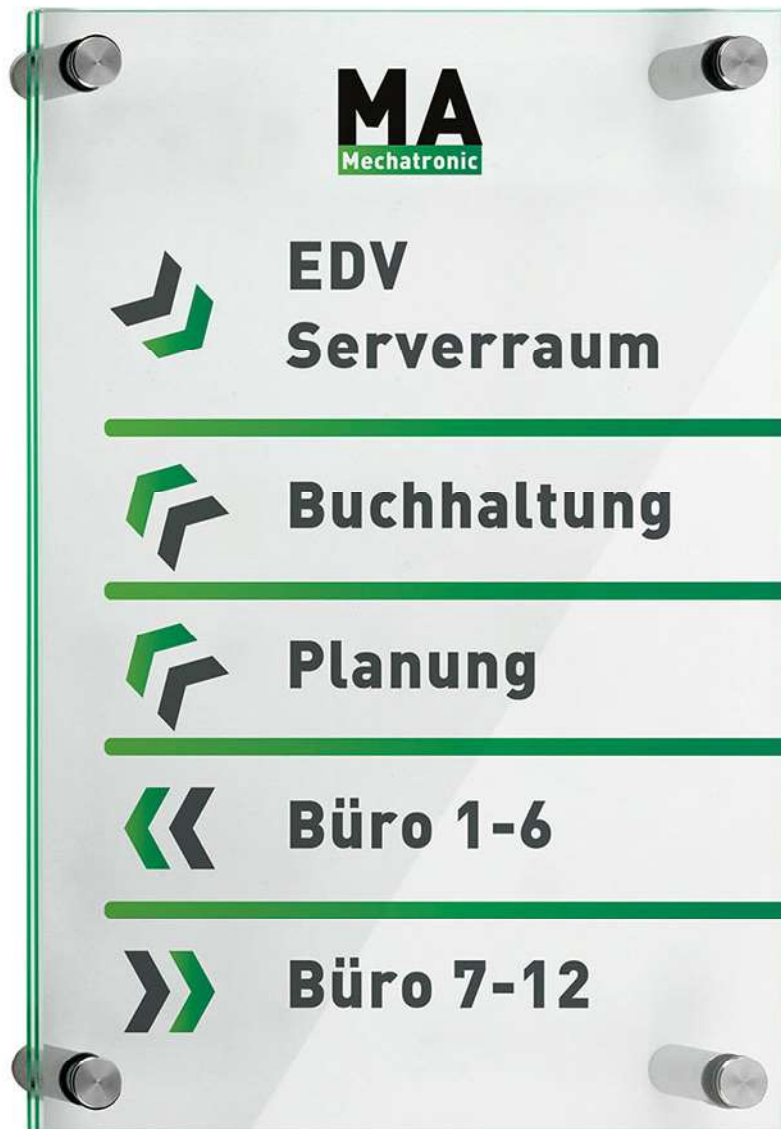 MA
Mechatronic
EDV
Serverraum
Buchhaltung
Planung
Büro 1-6
Büro 7-12